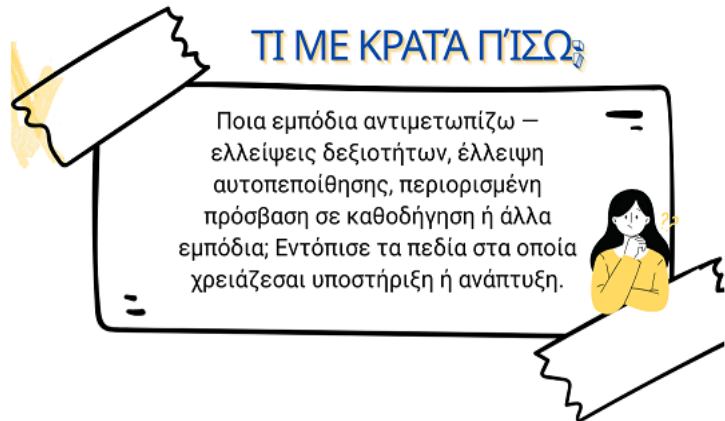 ΤΙ ΜΕ ΚΡΑΤΆ ΠΊΣΩ;
Ποια εμπόδια αντιμετωπίζω –
ελλείψεις δεξιοτήτων, έλλειψη
αυτοπεποίθησης, περιορισμένη
πρόσβαση σε καθοδήγηση ή άλλα
εμπόδια; Εντόπισε τα πεδία στα οποία
χρειάζεσαι υποστήριξη ή ανάπτυξη.
??